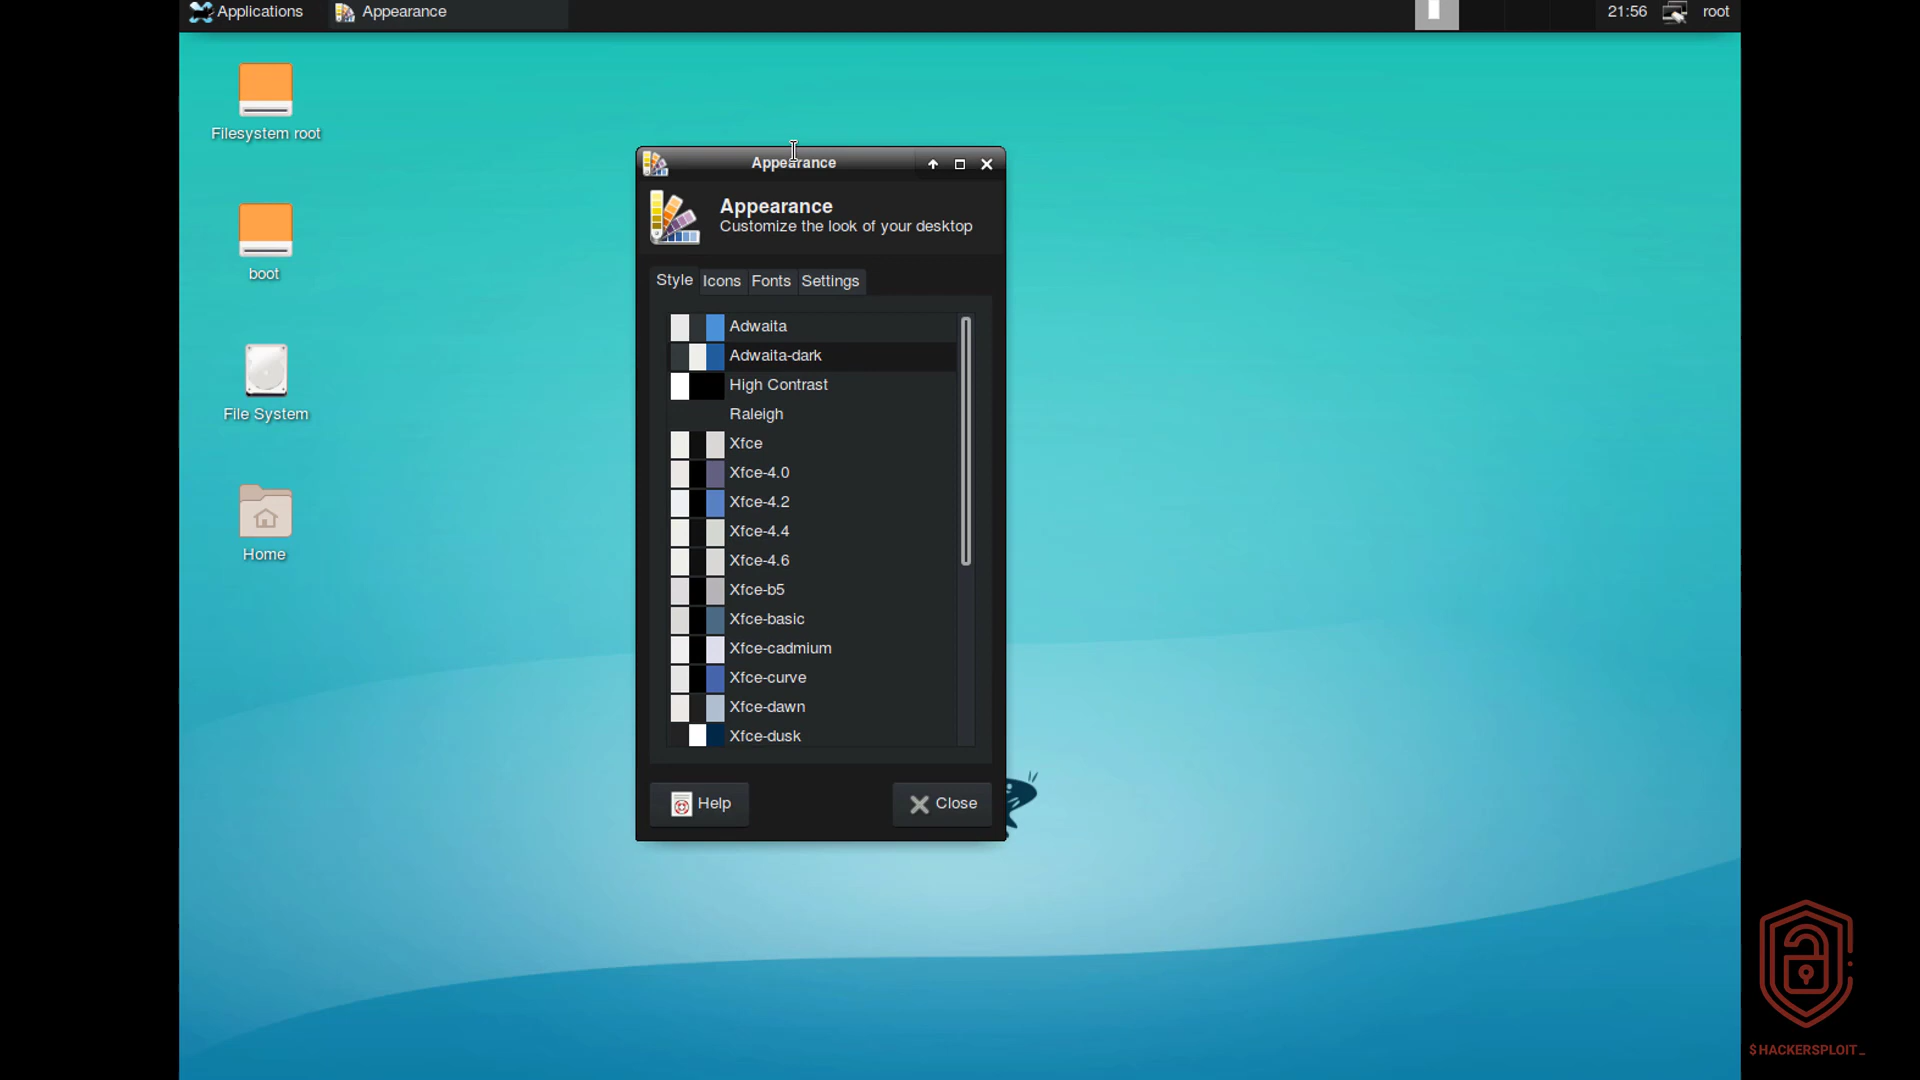 Applications
Appearance
21:56
root
Filesystem root
boot
File System
Home
Appearance
Appearance
Customize the look of your desktop
Style
Icons
Fonts
Settings
Adwaita
Adwaita-dark
High Contrast
Raleigh
Xfce
Xfce-4.0
Xfce-4.2
Xfce-4.4
Xfce-4.6
Xfce-b5
Xfce-basic
Xfce-cadmium
Xfce-curve
Xfce-dawn
Xfce-dusk
Help
Close
$HACKERSPLOIT_